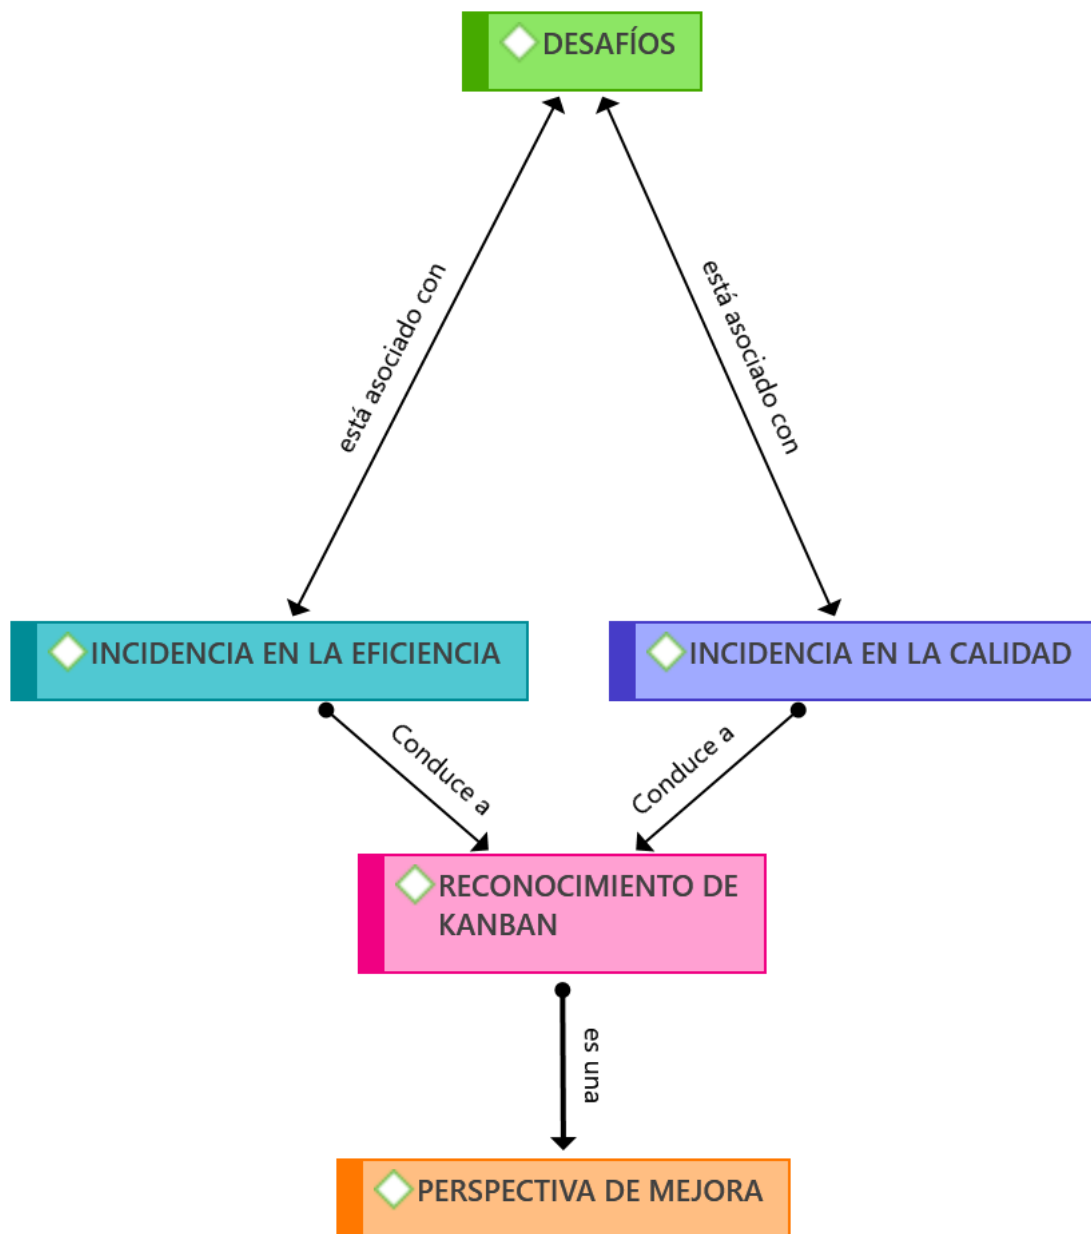 DESAFÍOS
está asociado con
está asociado con
INCIDENCIA EN LA EFICIENCIA
INCIDENCIA EN LA CALIDAD
Conduce a
Conduce a
RECONOCIMIENTO DE
KANBAN
es una
PERSPECTIVA DE MEJORA